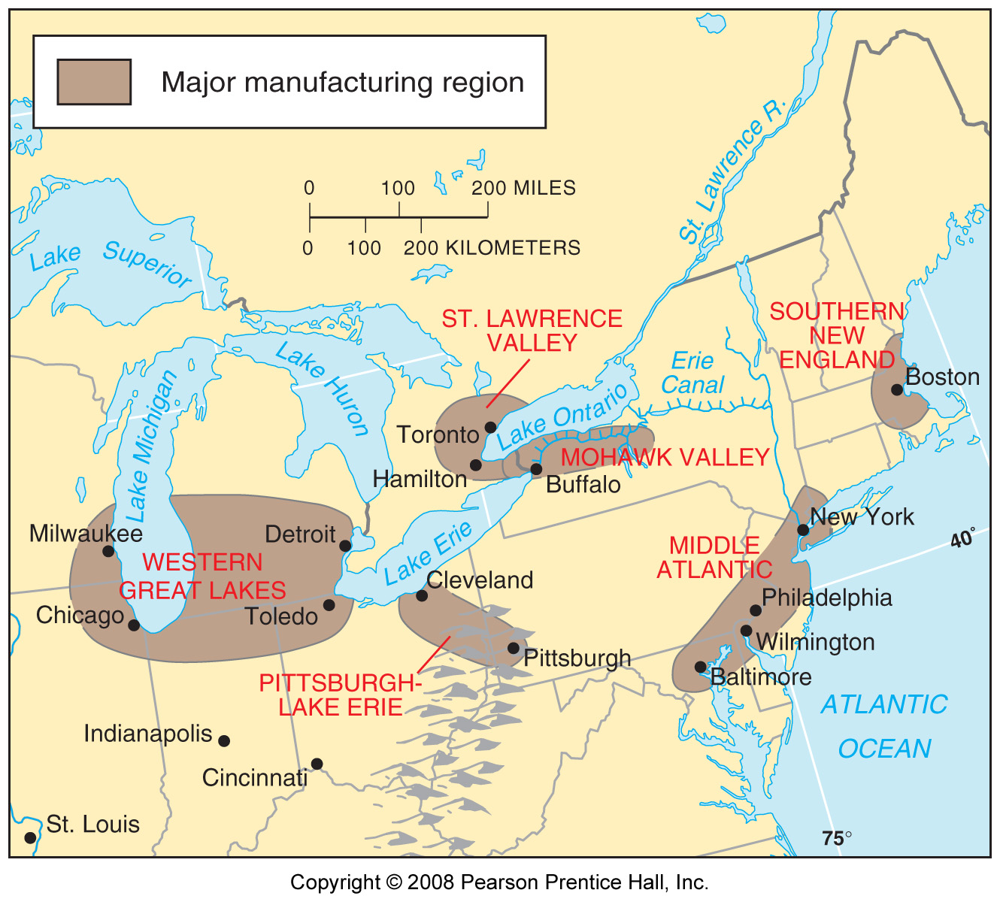 Major manufacturing region
0 100 200 MILES
0 100 200 KILOMETERS
St. Lawrence R.
Lake Superior
ST. LAWRENCE
VALLEY
SOUTHERN
NEW
ENGLAND
Lake Huron
Erie
Canal
Lake Michigan
Boston
Lake Ontario
Toronto
MOHAWK VALLEY
Hamilton
Buffalo
New York
Milwaukee
Detroit
Lake Erie
40°
MIDDLE
ATLANTIC
WESTERN
GREAT LAKES
Cleveland
Philadelphia
Chicago
Toledo
Wilmington
Pittsburgh
Baltimore
PITTSBURGH-
LAKE ERIE
ATLANTIC
OCEAN
Indianapolis
Cincinnati
St. Louis
75°
Copyright © 2008 Pearson Prentice Hall, Inc.